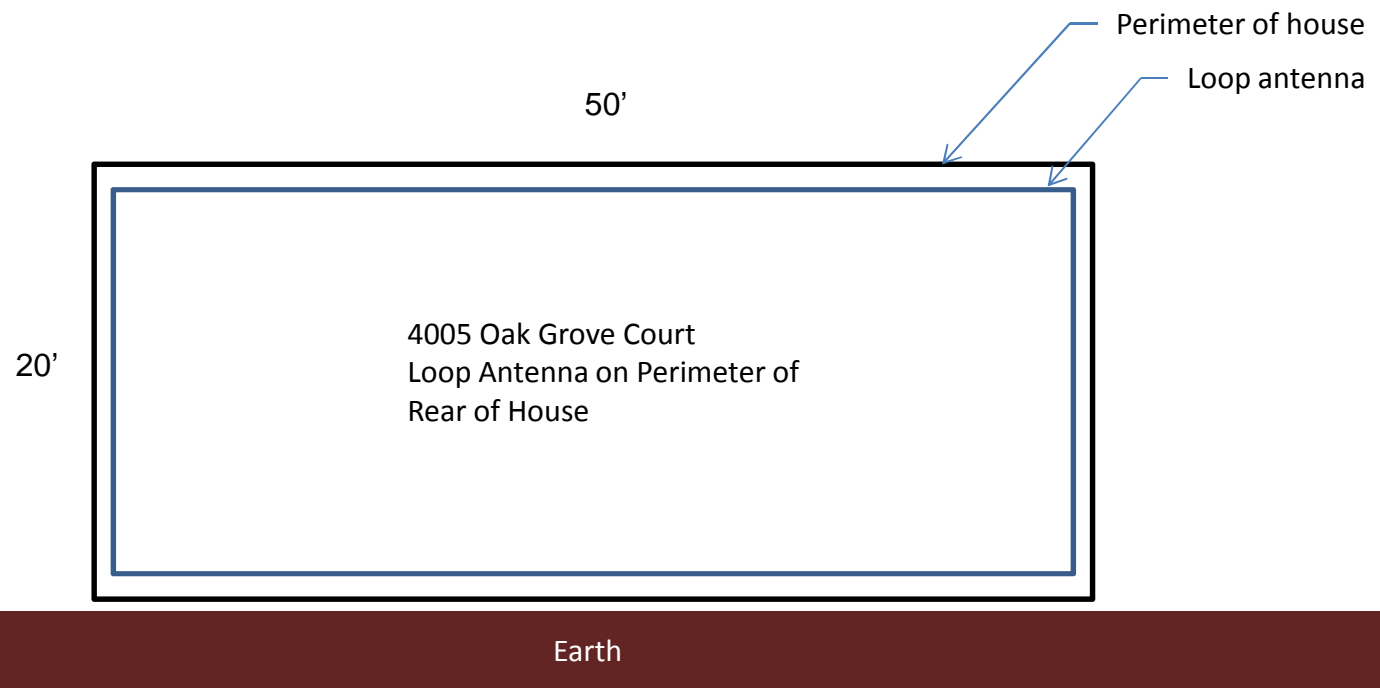 Perimeter of house
Loop antenna
50’
20’
4005 Oak Grove Court
Loop Antenna on Perimeter of
Rear of House
Earth